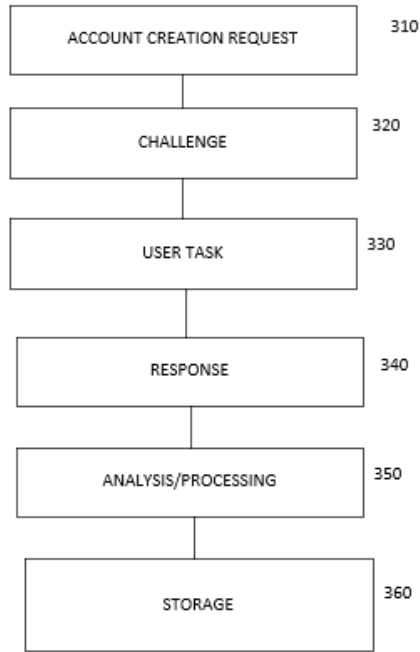 ACCOUNT CREATION REQUEST
310
CHALLENGE
320
USER TASK
330
RESPONSE
340
ANALYSIS/PROCESSING
350
STORAGE
360